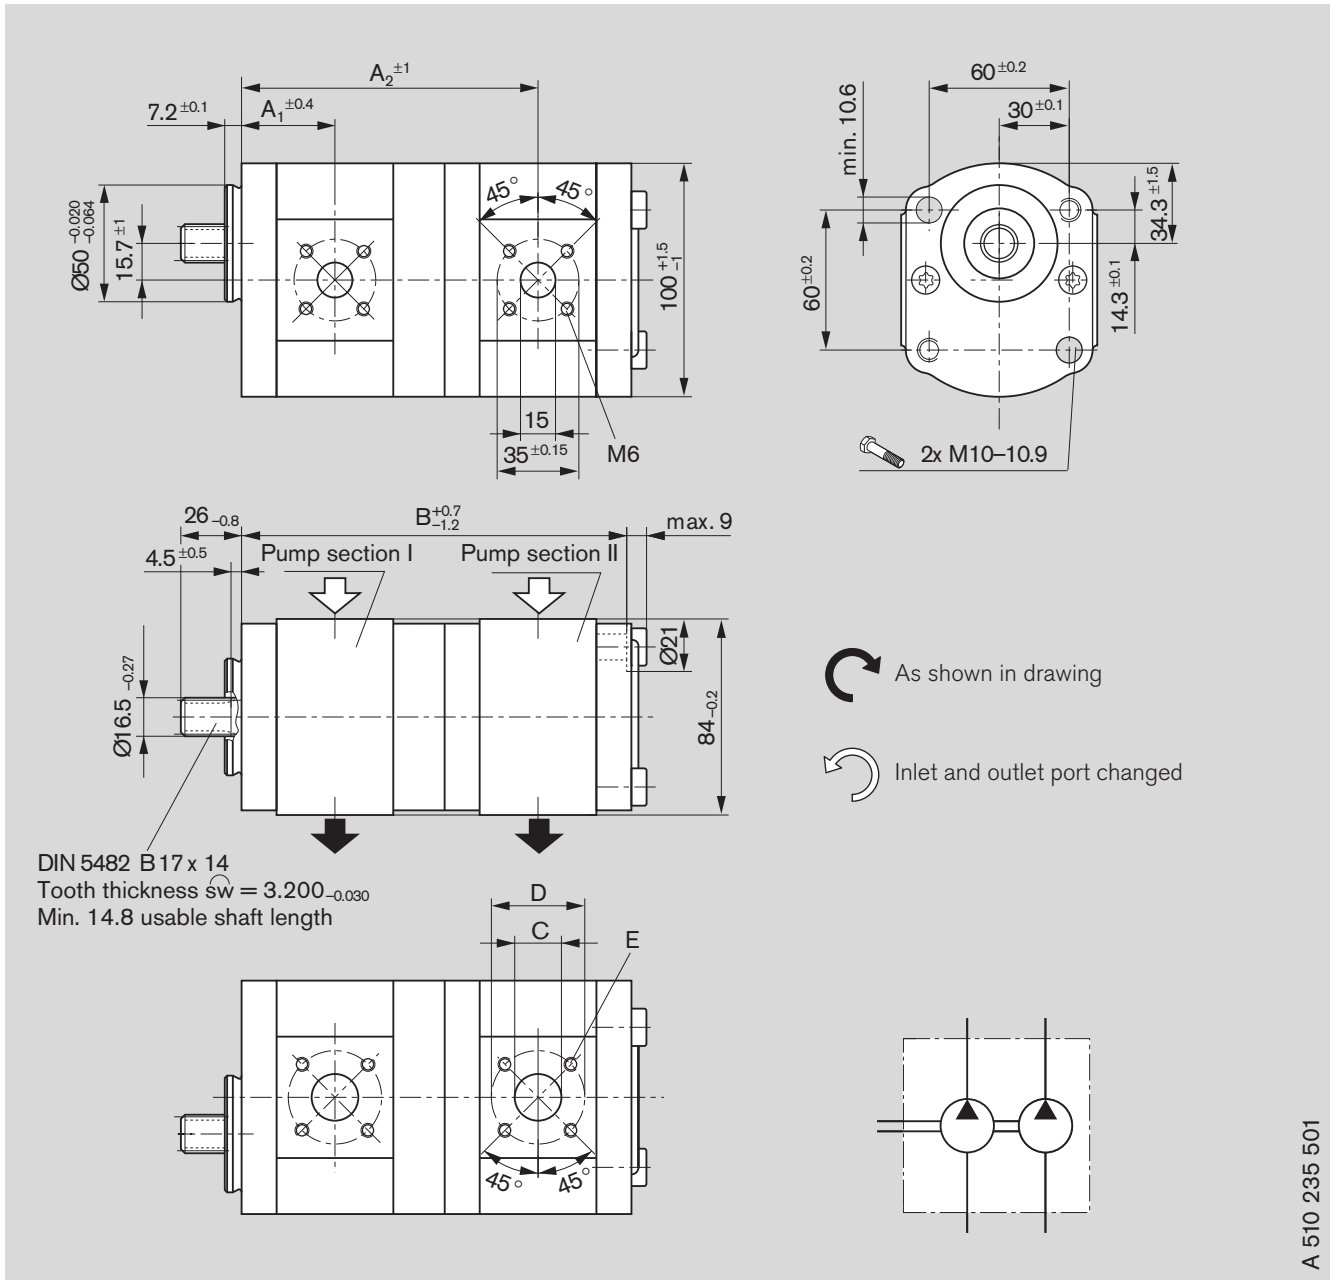 A₂ ±1
7.2 ±0.1
A₁ ±0.4
45°
45°
Ø50 -0.020 -0.064
15.7 ±1
100 +1.5 -1
15
35 ±0.15
M6
60 ±0.2
30 ±0.1
min. 10.6
34.3 ±1.5
60 ±0.2
14.3 ±0.1
2x M10–10.9
26 -0.8
B +0.7 -1.2
max. 9
4.5 ±0.5
Pump section I
Pump section II
Ø21
Ø16.5 -0.27
84 -0.2
As shown in drawing
Inlet and outlet port changed
DIN 5482 B 17 x 14
Tooth thickness sw = 3.200 -0.030
Min. 14.8 usable shaft length
D
C
E
45°
45°
A 510 235 501